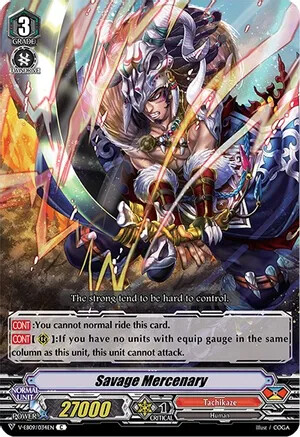 3
GRADE
TWIN DRIVE
The strong tend to be hard to control.
CONT:You cannot normal ride this card.
CONT[ ]:If you have no units with equip gauge in the same
column as this unit, this unit cannot attack.
Savage Mercenary
NORMAL
UNIT
V-EB09/034EN C
POWER
27000
1
CRITICAL
Tachikaze
Human
Illust / COGA